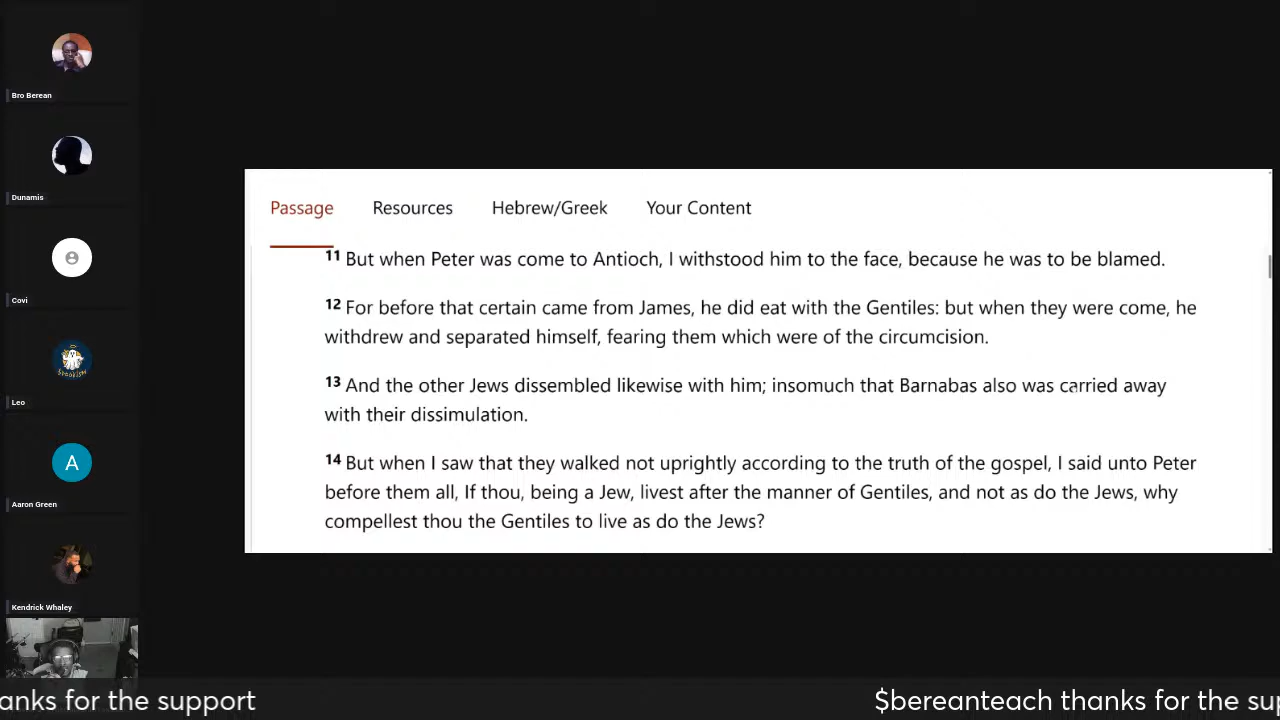 Bro Berean
Dunamis
Covi
Leo
A
Aaron Green
Kendrick Whaley
Passage Resources Hebrew/Greek Your Content
11 But when Peter was come to Antioch, I withstood him to the face, because he was to be blamed.
12 For before that certain came from James, he did eat with the Gentiles: but when they were come, he
withdrew and separated himself, fearing them which were of the circumcision.
13 And the other Jews dissembled likewise with him; insomuch that Barnabas also was carried away
with their dissimulation.
14 But when I saw that they walked not uprightly according to the truth of the gospel, I said unto Peter
before them all, If thou, being a Jew, livest after the manner of Gentiles, and not as do the Jews, why
compellest thou the Gentiles to live as do the Jews?
anks for the support $bereanteach thanks for the sup